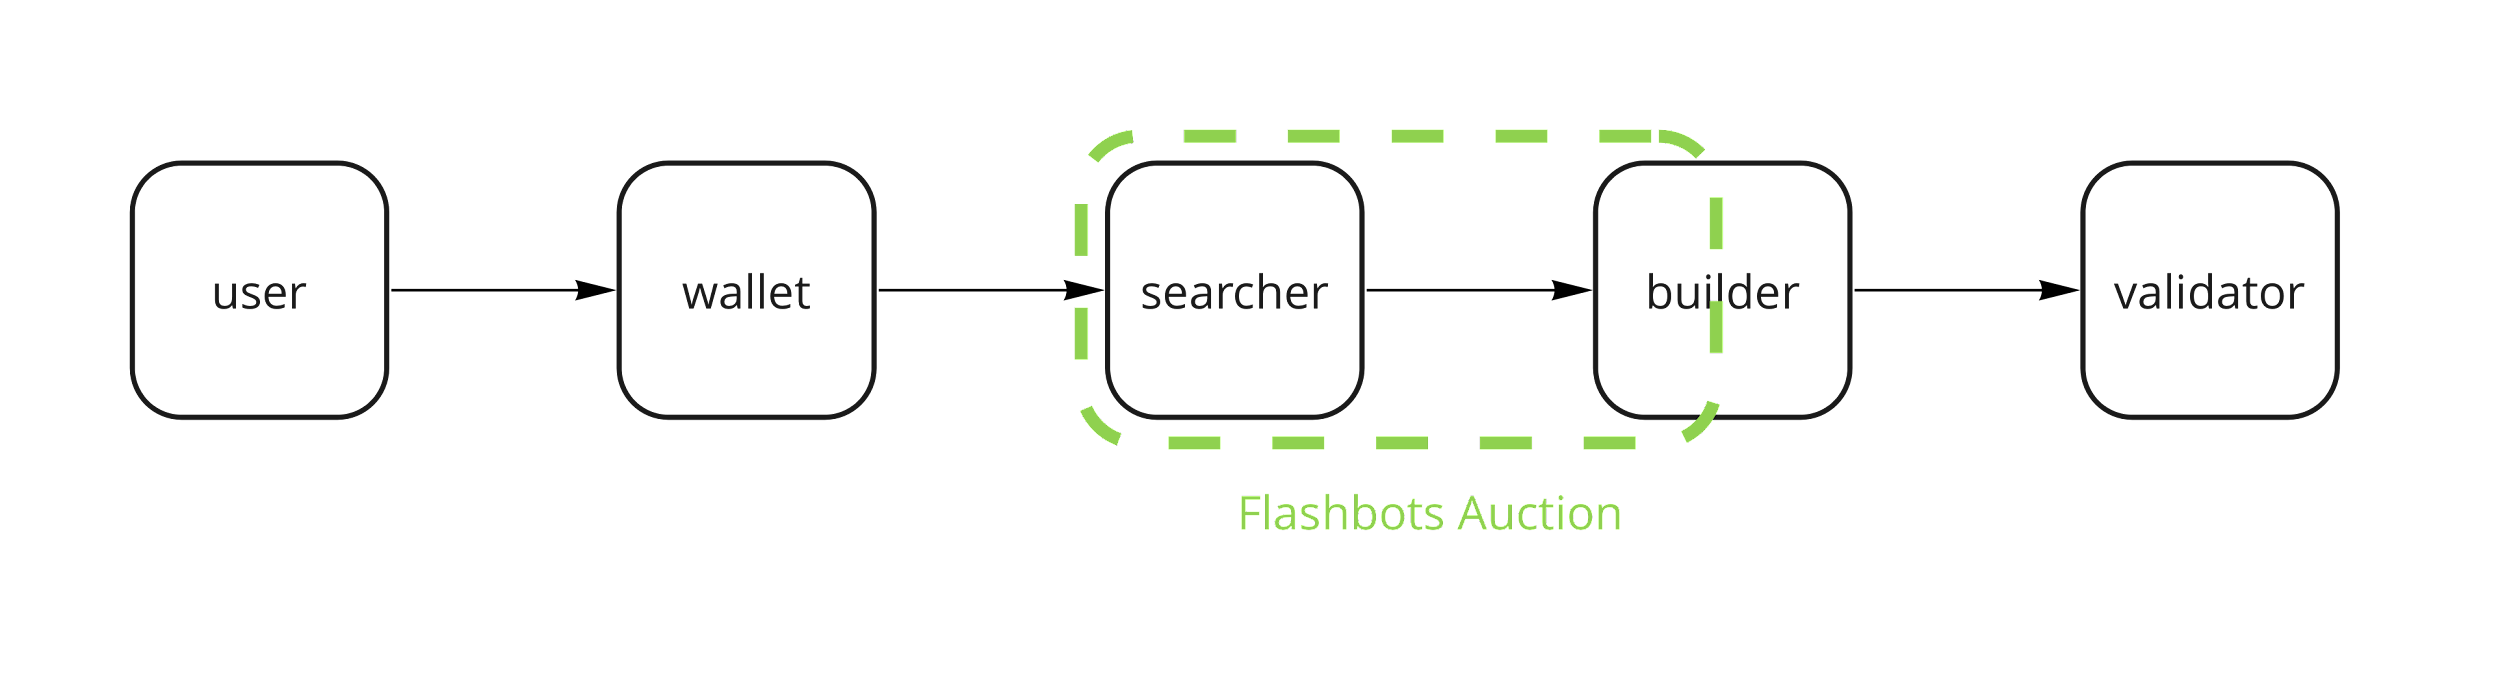 user
wallet
searcher
builder
validator
Flashbots Auction